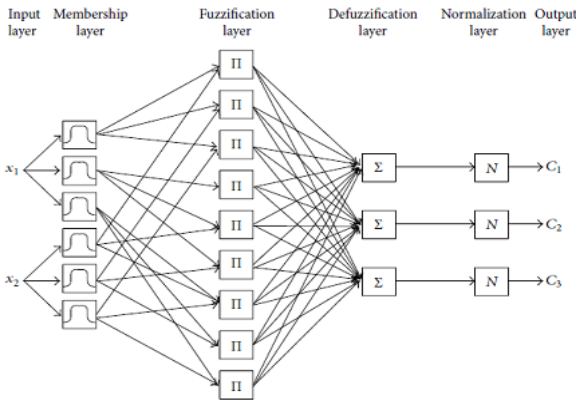 Input layer
Membership layer
Fuzzification layer
Defuzzification layer
Normalization layer
Output layer
x1
x2
Π
Π
Π
Π
Π
Π
Π
Π
Π
Σ
Σ
Σ
N
N
N
C1
C2
C3